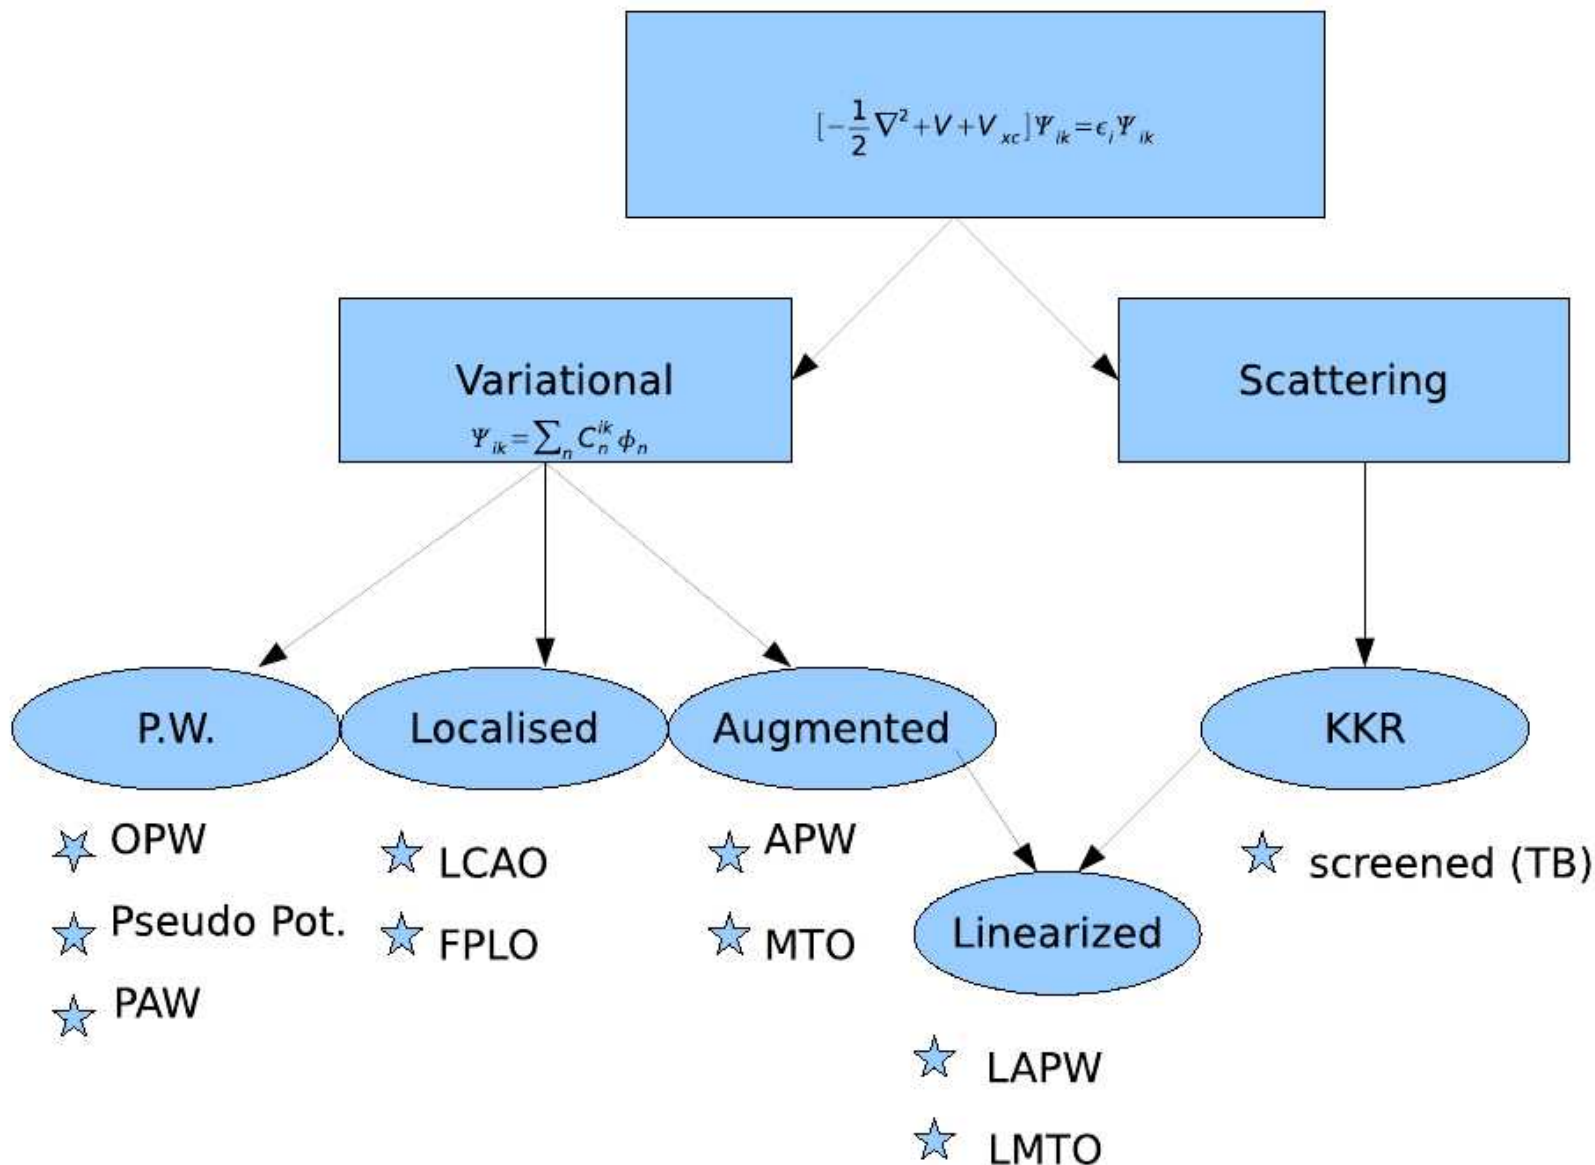 [-1/2 ∇² + V + V_xc] Ψ_ik = ϵ_i Ψ_ik
Variational
Ψ_ik = ∑_n C_n^ik ϕ_n
Scattering
P.W.
Localised
Augmented
KKR
OPW
Pseudo Pot.
PAW
LCAO
FPLO
APW
MTO
screened (TB)
Linearized
LAPW
LMTO